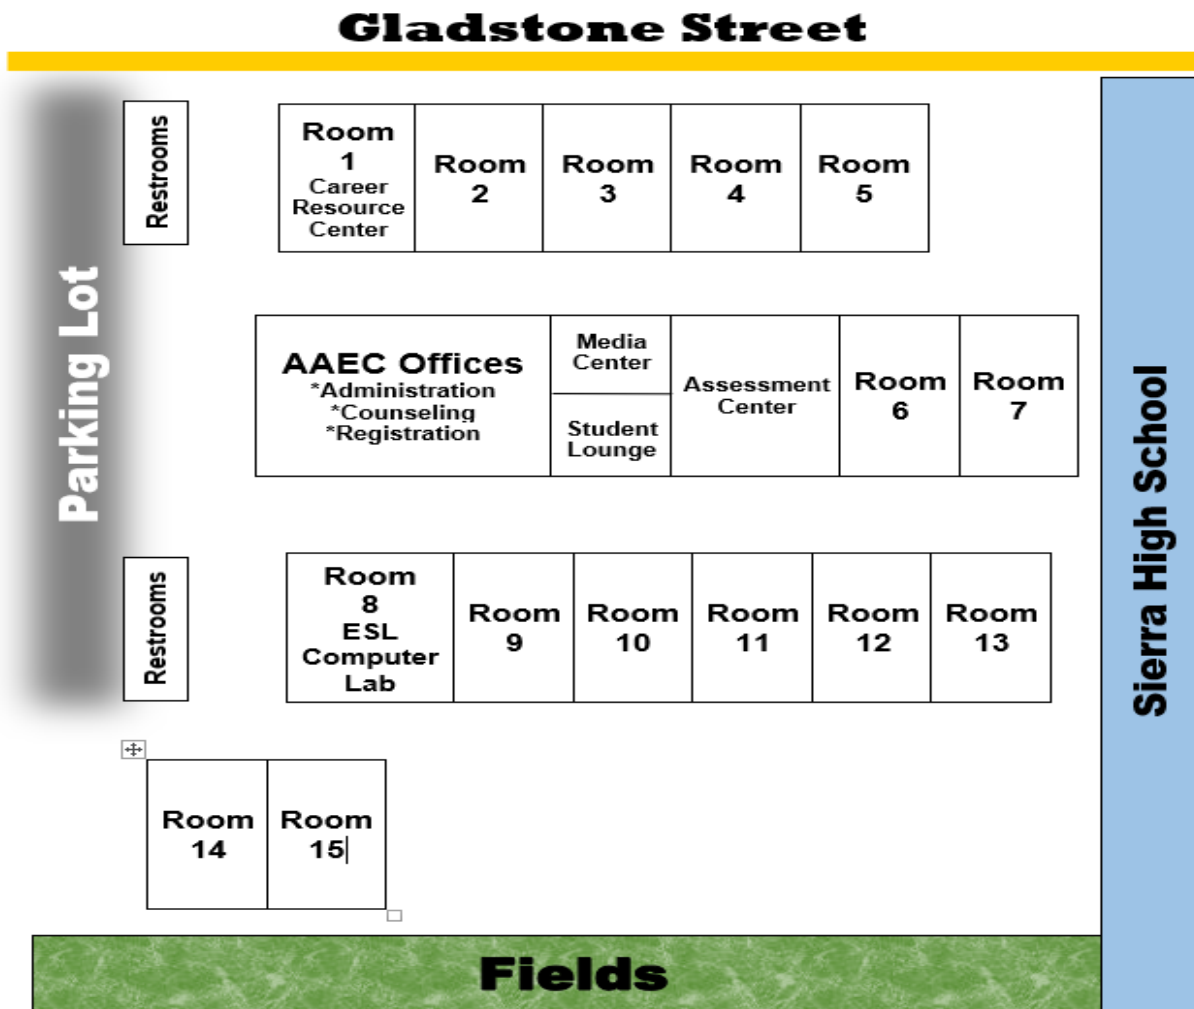 Gladstone Street
Parking Lot
Restrooms
Room
1
Career
Resource
Center
Room
2
Room
3
Room
4
Room
5
AAEC Offices
*Administration
*Counseling
*Registration
Media
Center
Student
Lounge
Assessment
Center
Room
6
Room
7
Sierra High School
Restrooms
Room
8
ESL
Computer
Lab
Room
9
Room
10
Room
11
Room
12
Room
13
Room
14
Room
15
Fields